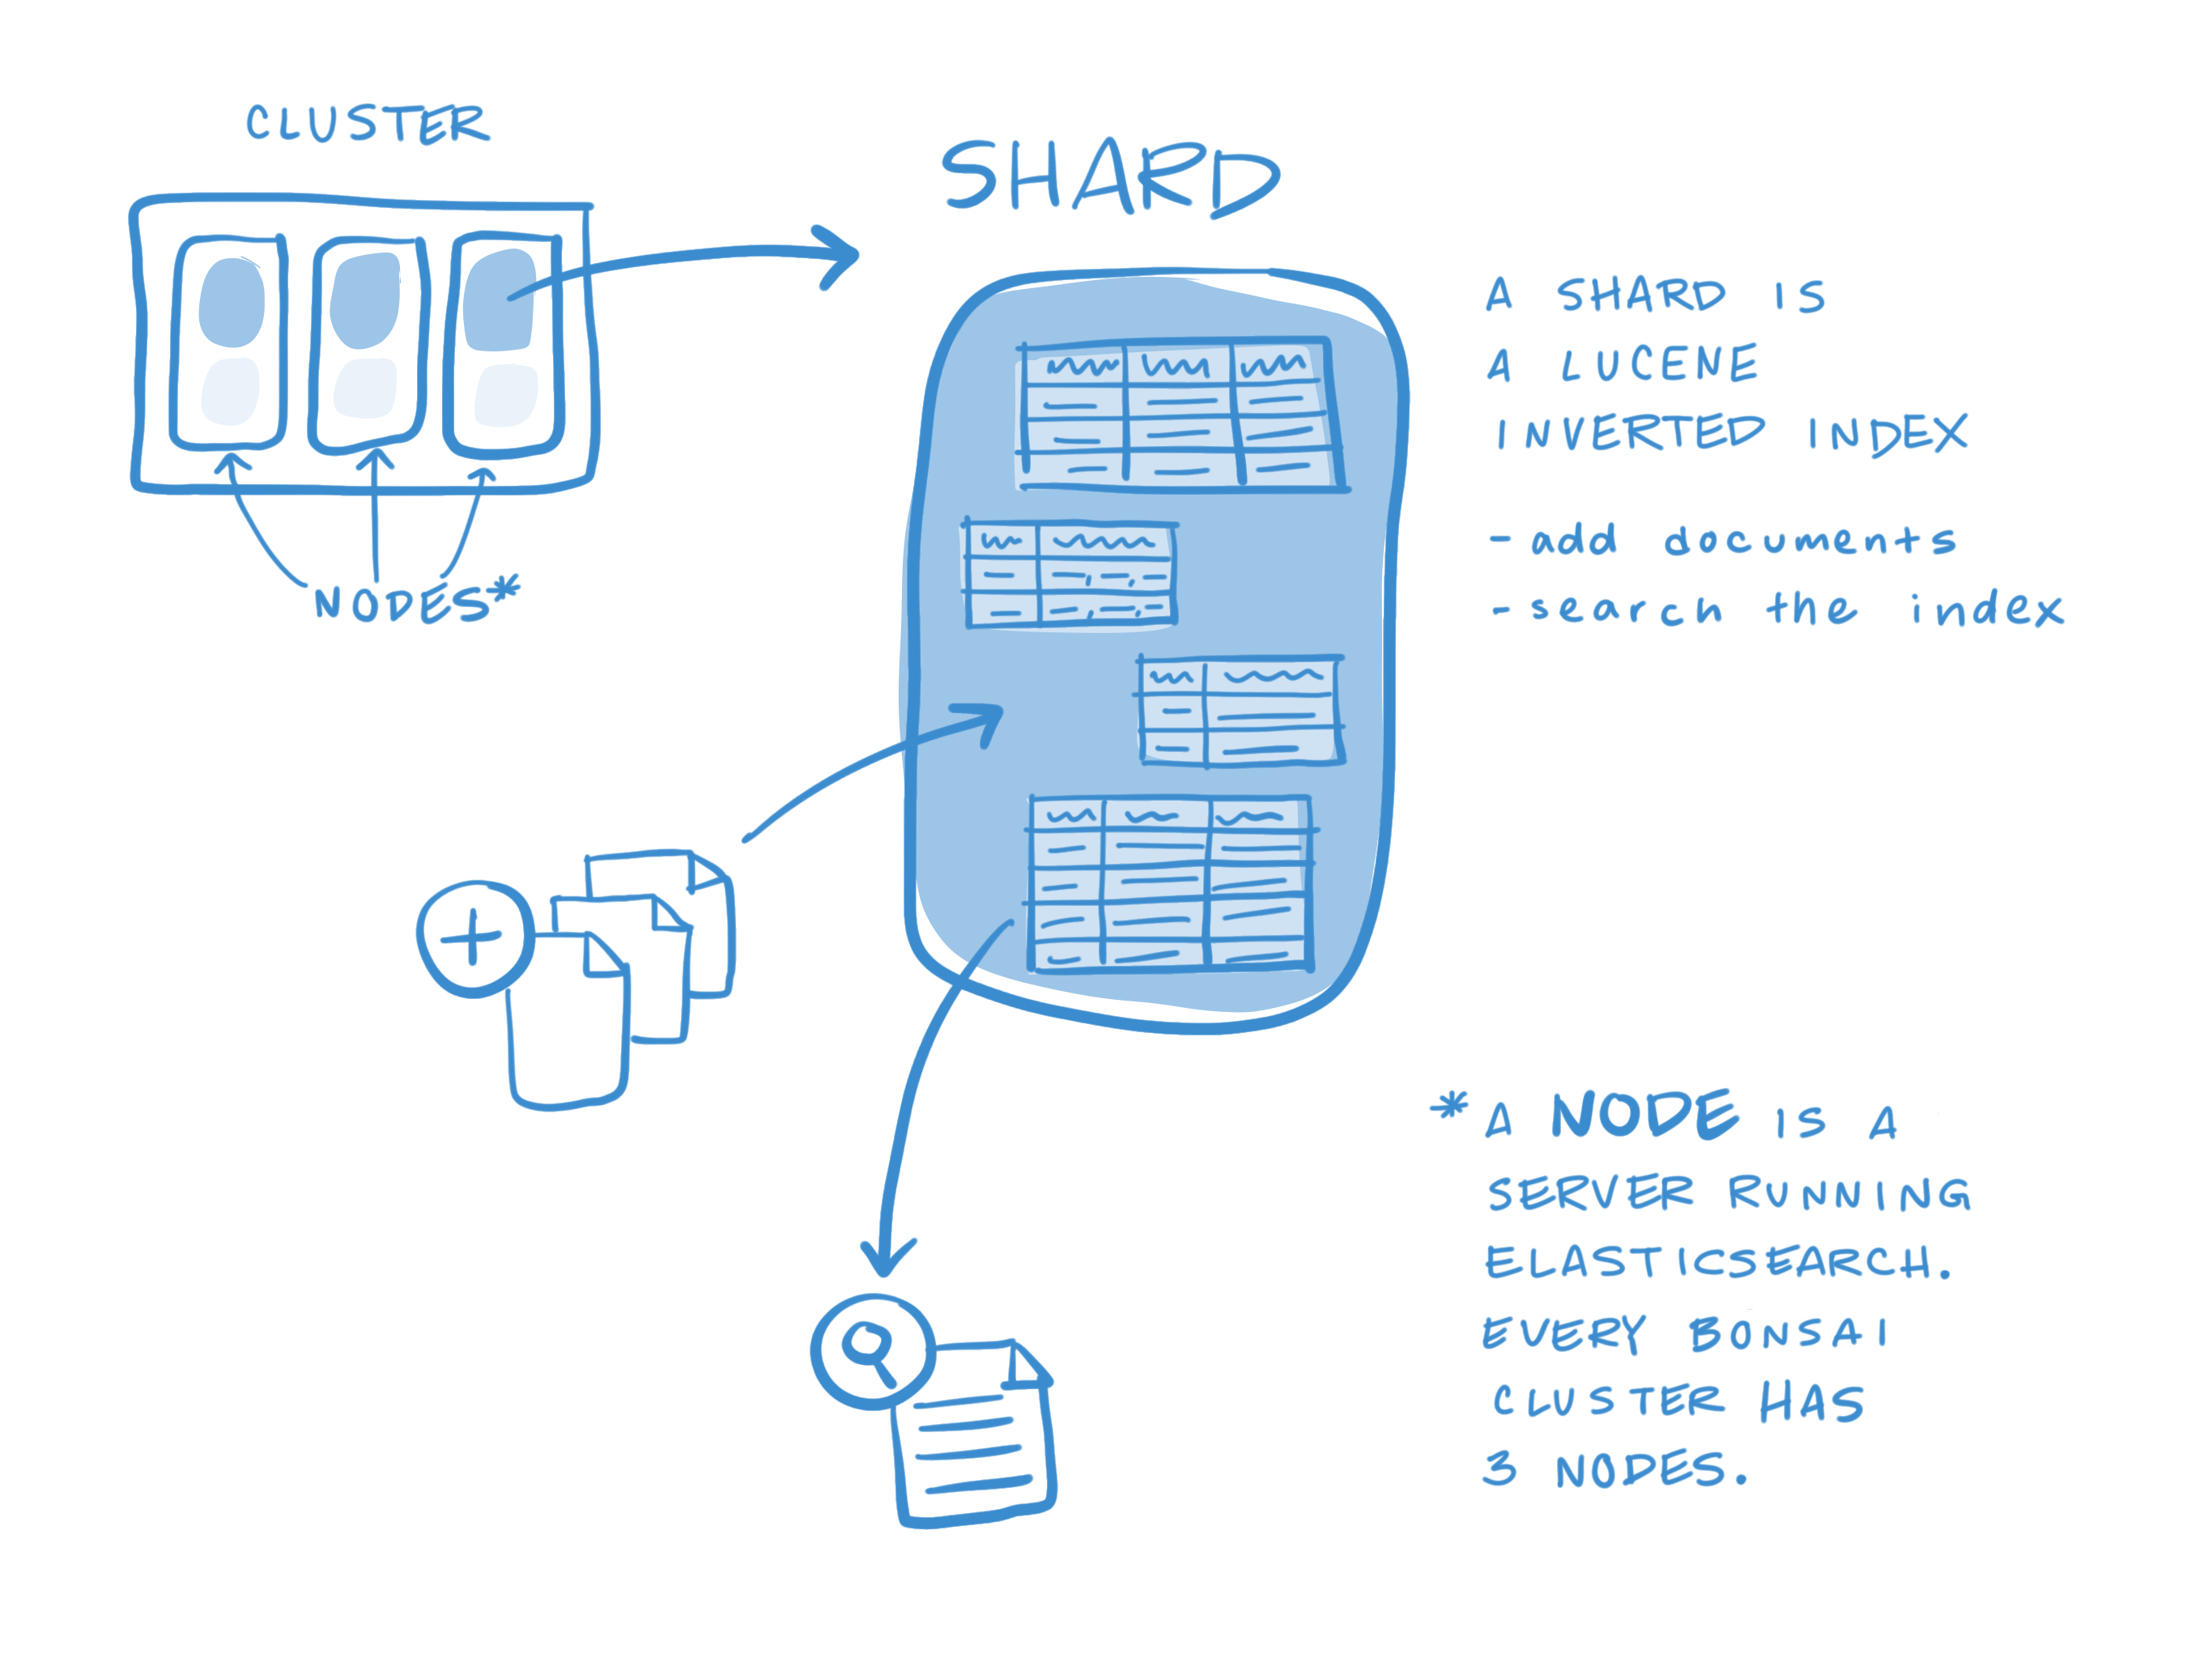 CLUSTER
NODES*
SHARD
A SHARD IS
A LUCENE
INVERTED INDEX
- add documents
- search the index
* A NODE IS A
SERVER RUNNING
ELASTICSEARCH.
EVERY BONSAI
CLUSTER HAS
3 NODES.